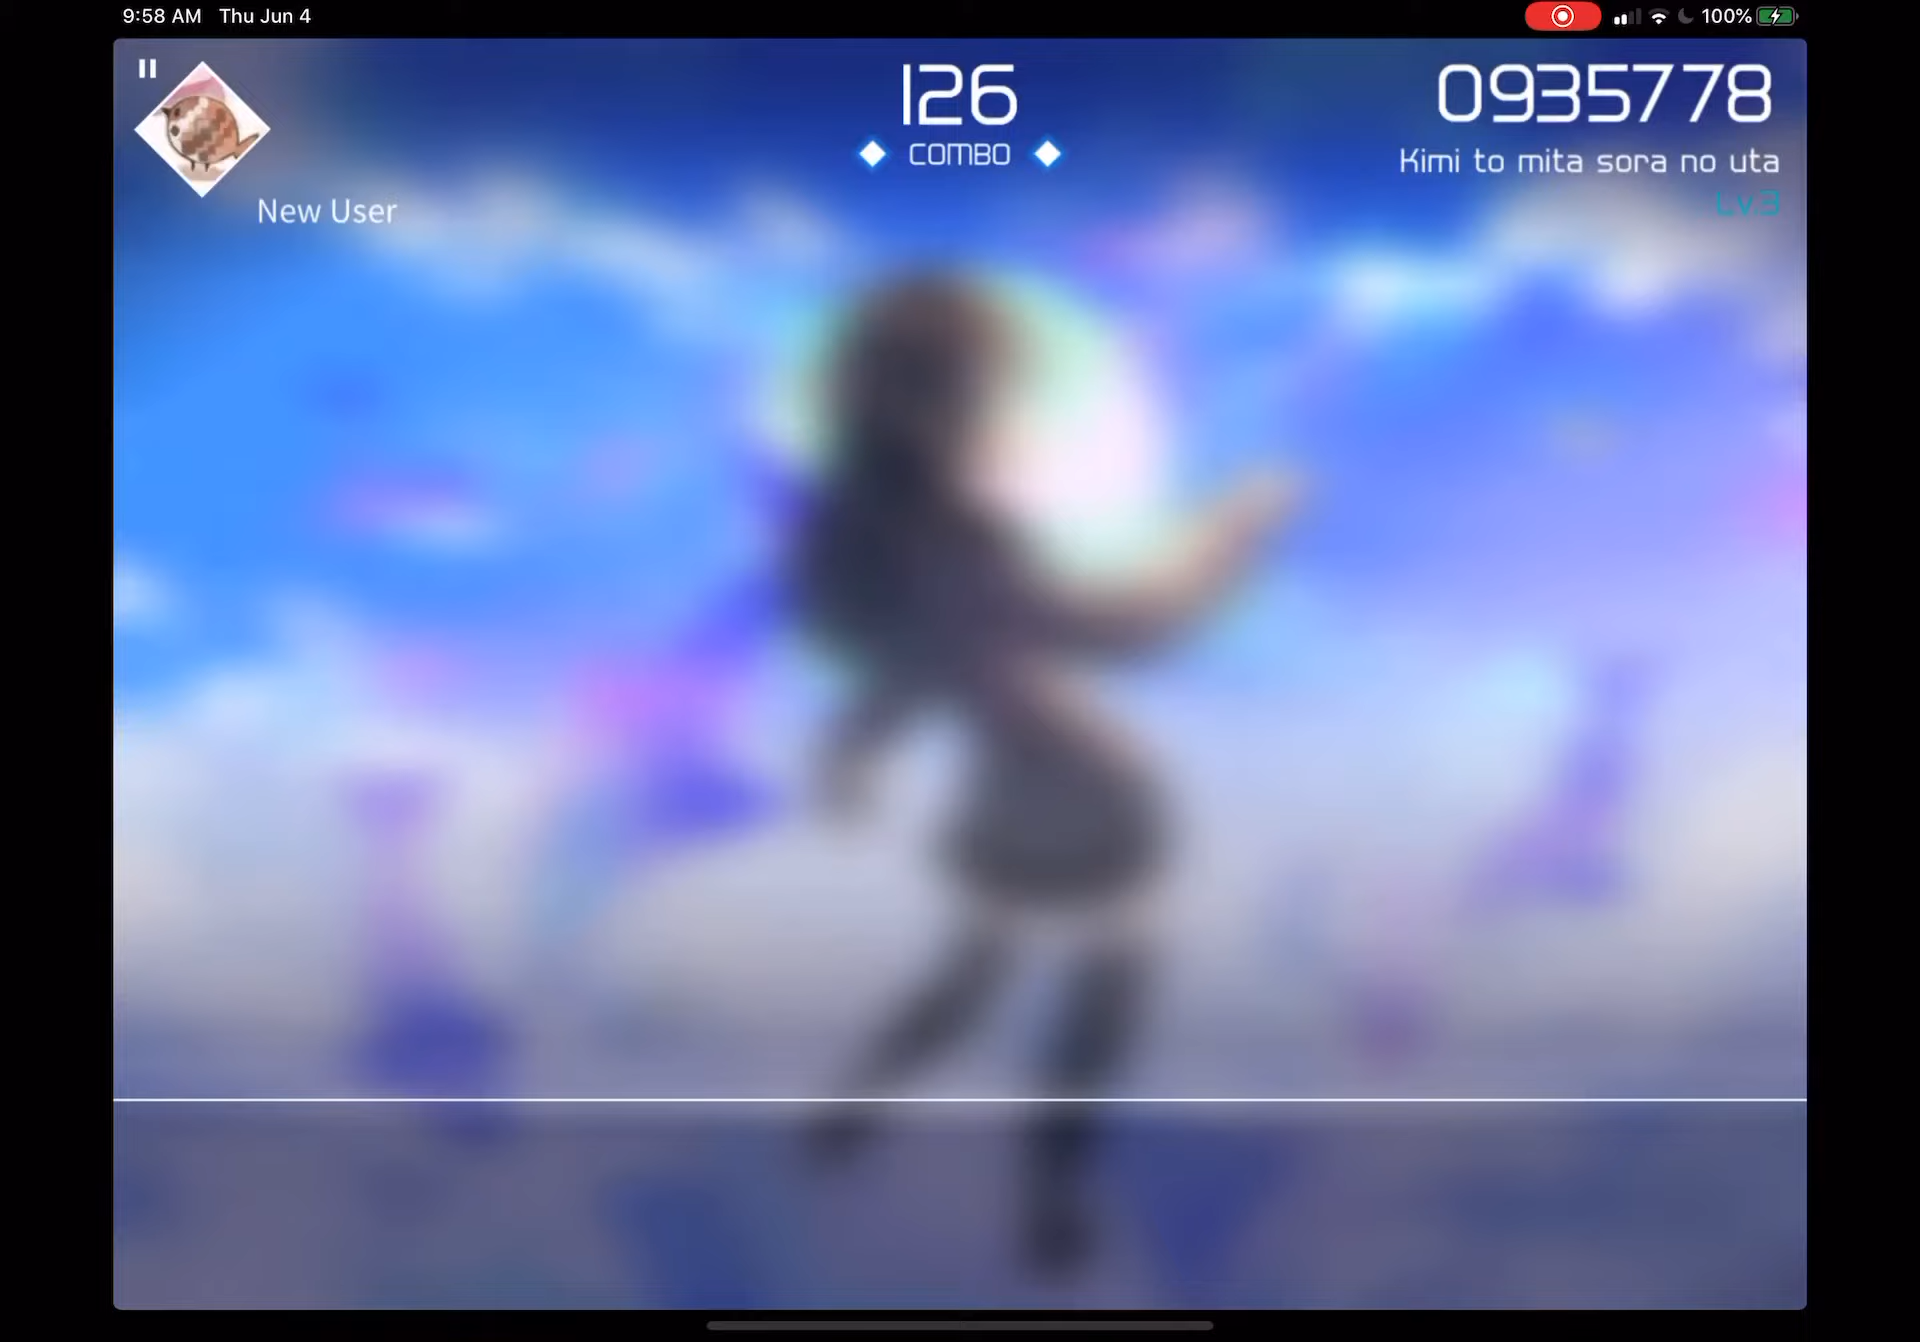 9:58 AM Thu Jun 4
100%
126
COMBO
0935778
Kimi to mita sora no uta
Lv.3
New User